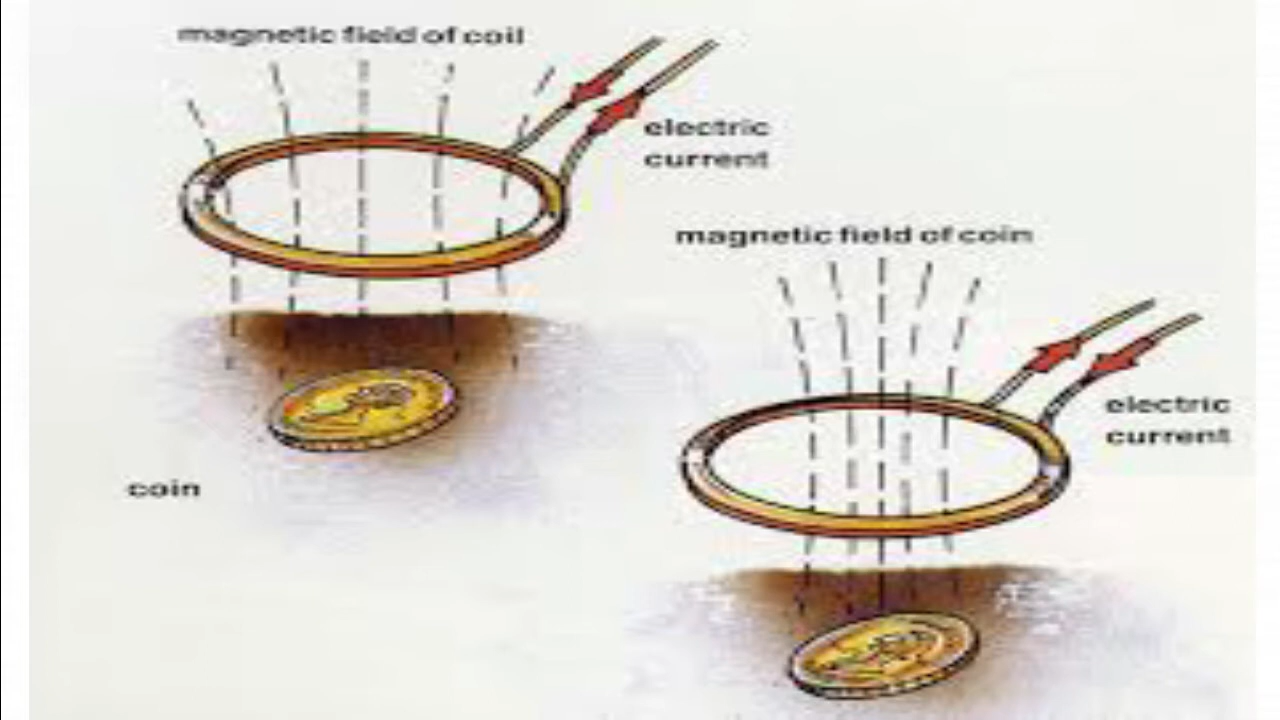 magnetic field of coil
electric
current
magnetic field of coin
electric
current
coin